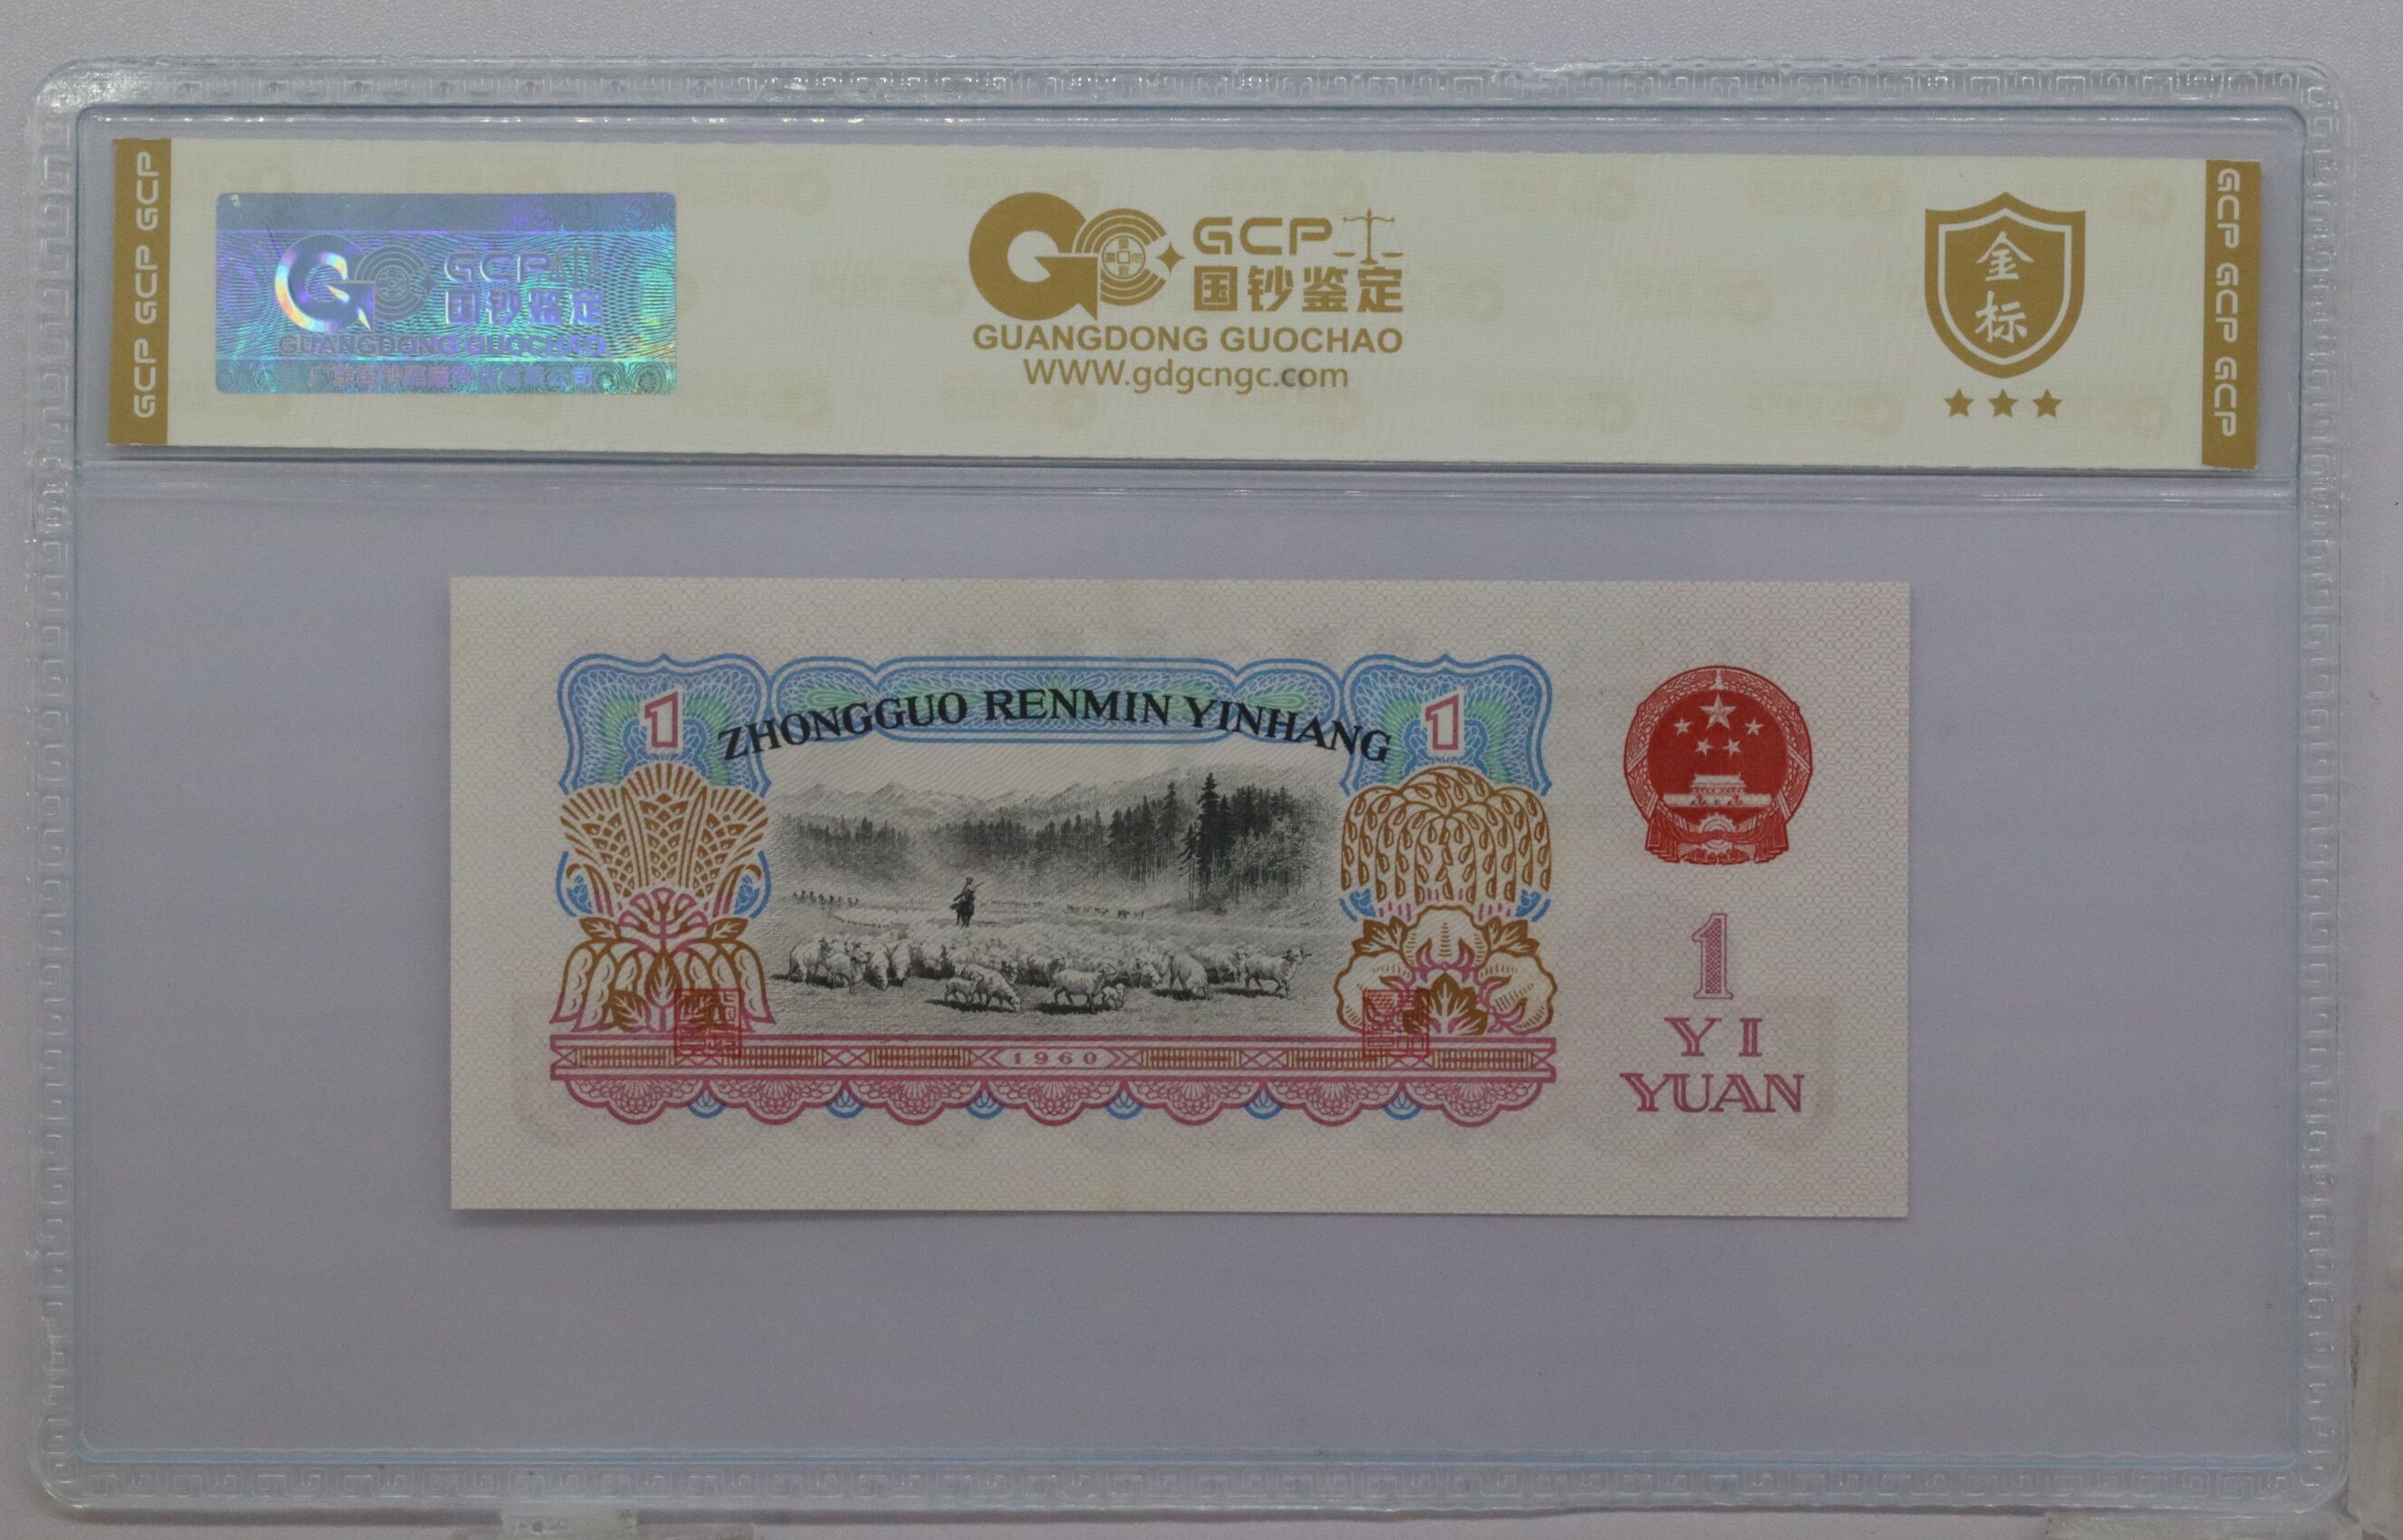 GCP GCP GCP
GCP
国钞鉴定
GUANGDONG GUOCHAO
GCP
国钞鉴定
GUANGDONG GUOCHAO
WWW.gdgcngc.com
金
标
GCP GCP GCP
1
ZHONGGUO RENMIN YINHANG
1
1960
1
YI
YUAN